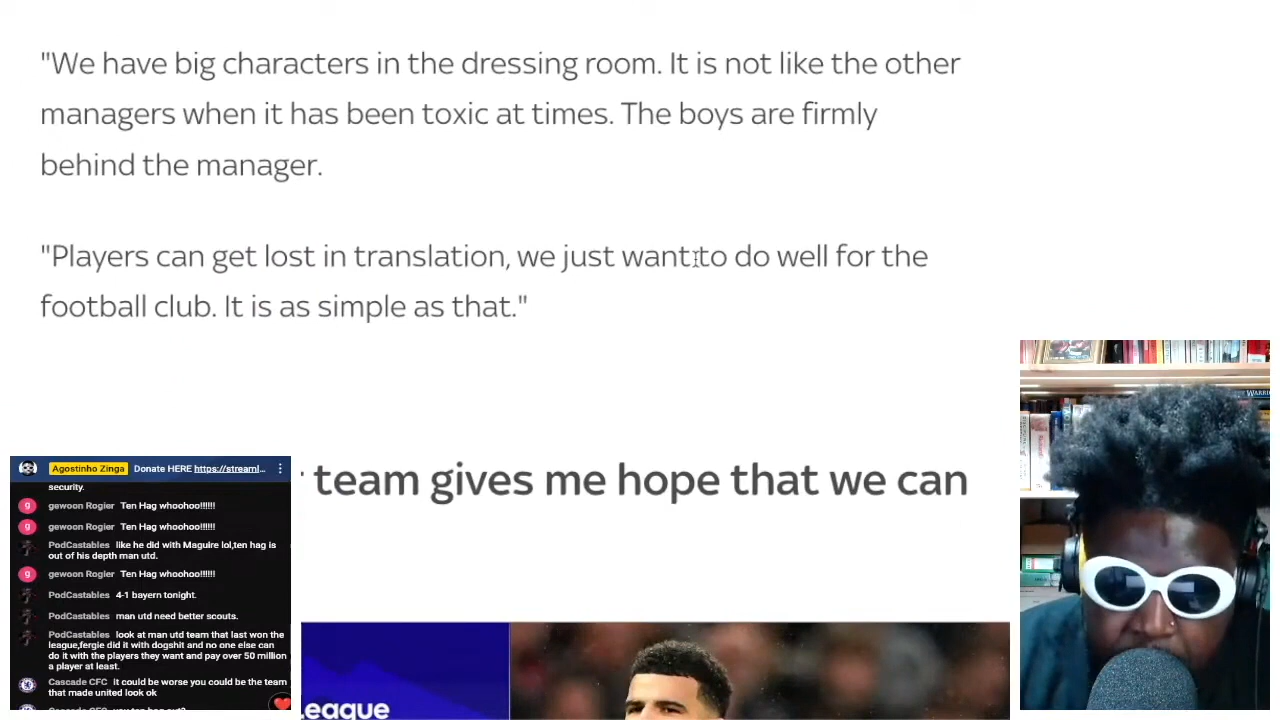 "We have big characters in the dressing room. It is not like the other
managers when it has been toxic at times. The boys are firmly
behind the manager.
"Players can get lost in translation, we just want to do well for the
football club. It is as simple as that."
team gives me hope that we can
League
Agostinho Zinga Donate HERE https://streaml...
security.
gewoon Rogier Ten Hag whoohoo!!!!!!
gewoon Rogier Ten Hag whoohoo!!!!!!
PodCastables like he did with Maguire lol,ten hag is
out of his depth man utd.
gewoon Rogier Ten Hag whoohoo!!!!!!
PodCastables 4-1 bayern tonight.
PodCastables man utd need better scouts.
PodCastables look at man utd team that last won the
league,fergie did it with dogshit and no one else can
do it with the players they want and pay over 50 million
a player at least.
Cascade CFC It could be worse you could be the team
that made united look ok